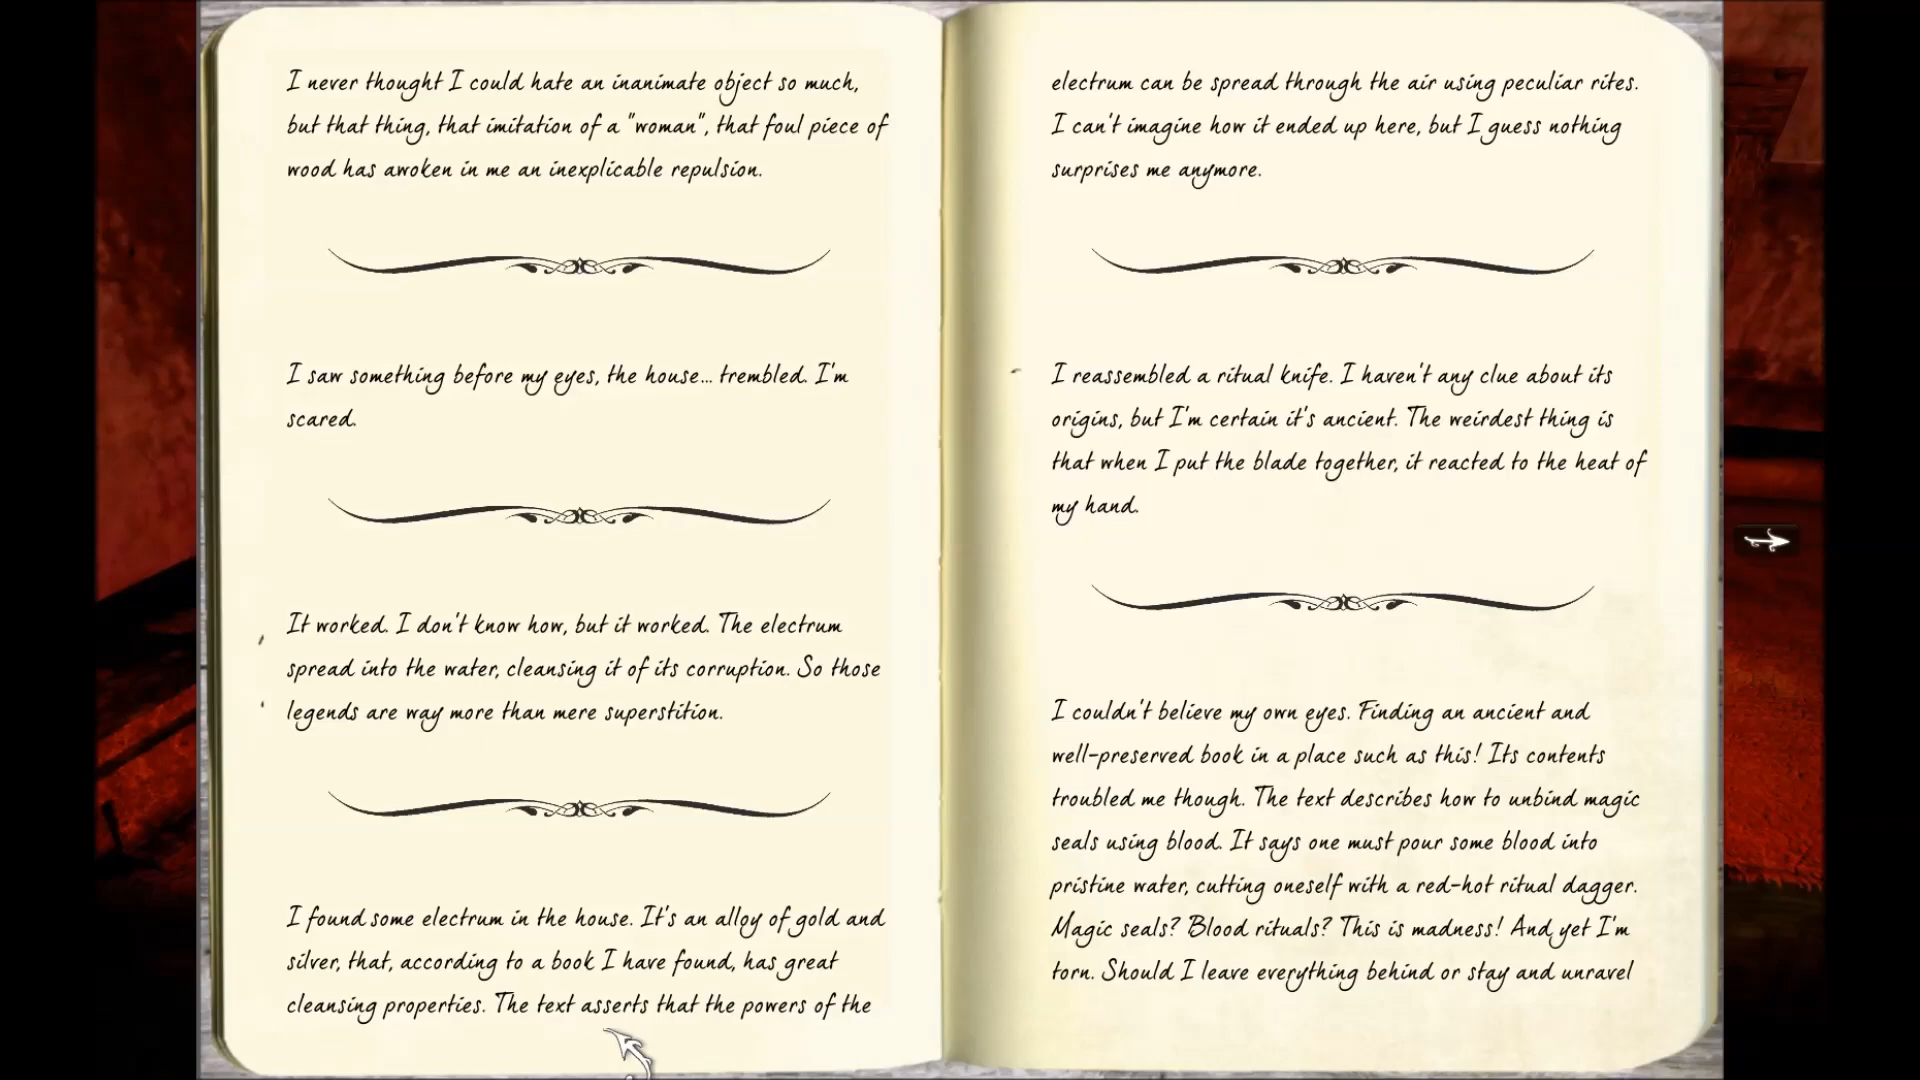 I never thought I could hate an inanimate object so much,
but that thing, that imitation of a "woman", that foul piece of
wood has awoken in me an inexplicable repulsion.
I saw something before my eyes, the house... trembled. I'm
scared.
It worked. I don't know how, but it worked. The electrum
spread into the water, cleansing it of its corruption. So those
legends are way more than mere superstition.
I found some electrum in the house. It's an alloy of gold and
silver, that, according to a book I have found, has great
cleansing properties. The text asserts that the powers of the
electrum can be spread through the air using peculiar rites.
I can't imagine how it ended up here, but I guess nothing
surprises me anymore.
I reassembled a ritual knife. I haven't any clue about its
origins, but I'm certain it's ancient. The weirdest thing is
that when I put the blade together, it reacted to the heat of
my hand.
I couldn't believe my own eyes. Finding an ancient and
well-preserved book in a place such as this! Its contents
troubled me though. The text describes how to unbind magic
seals using blood. It says one must pour some blood into
pristine water, cutting oneself with a red-hot ritual dagger.
Magic seals? Blood rituals? This is madness! And yet I'm
torn. Should I leave everything behind or stay and unravel